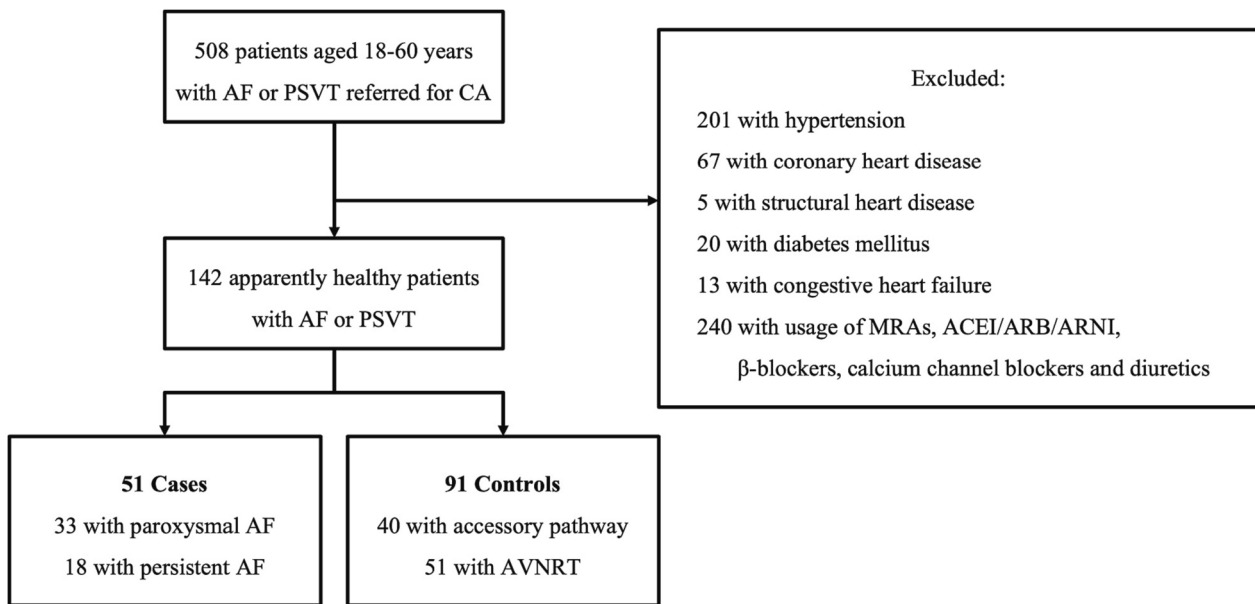 508 patients aged 18-60 years
with AF or PSVT referred for CA
Excluded:
201 with hypertension
67 with coronary heart disease
5 with structural heart disease
20 with diabetes mellitus
13 with congestive heart failure
240 with usage of MRAs, ACEI/ARB/ARNI,
β-blockers, calcium channel blockers and diuretics
142 apparently healthy patients
with AF or PSVT
51 Cases
33 with paroxysmal AF
18 with persistent AF
91 Controls
40 with accessory pathway
51 with AVNRT